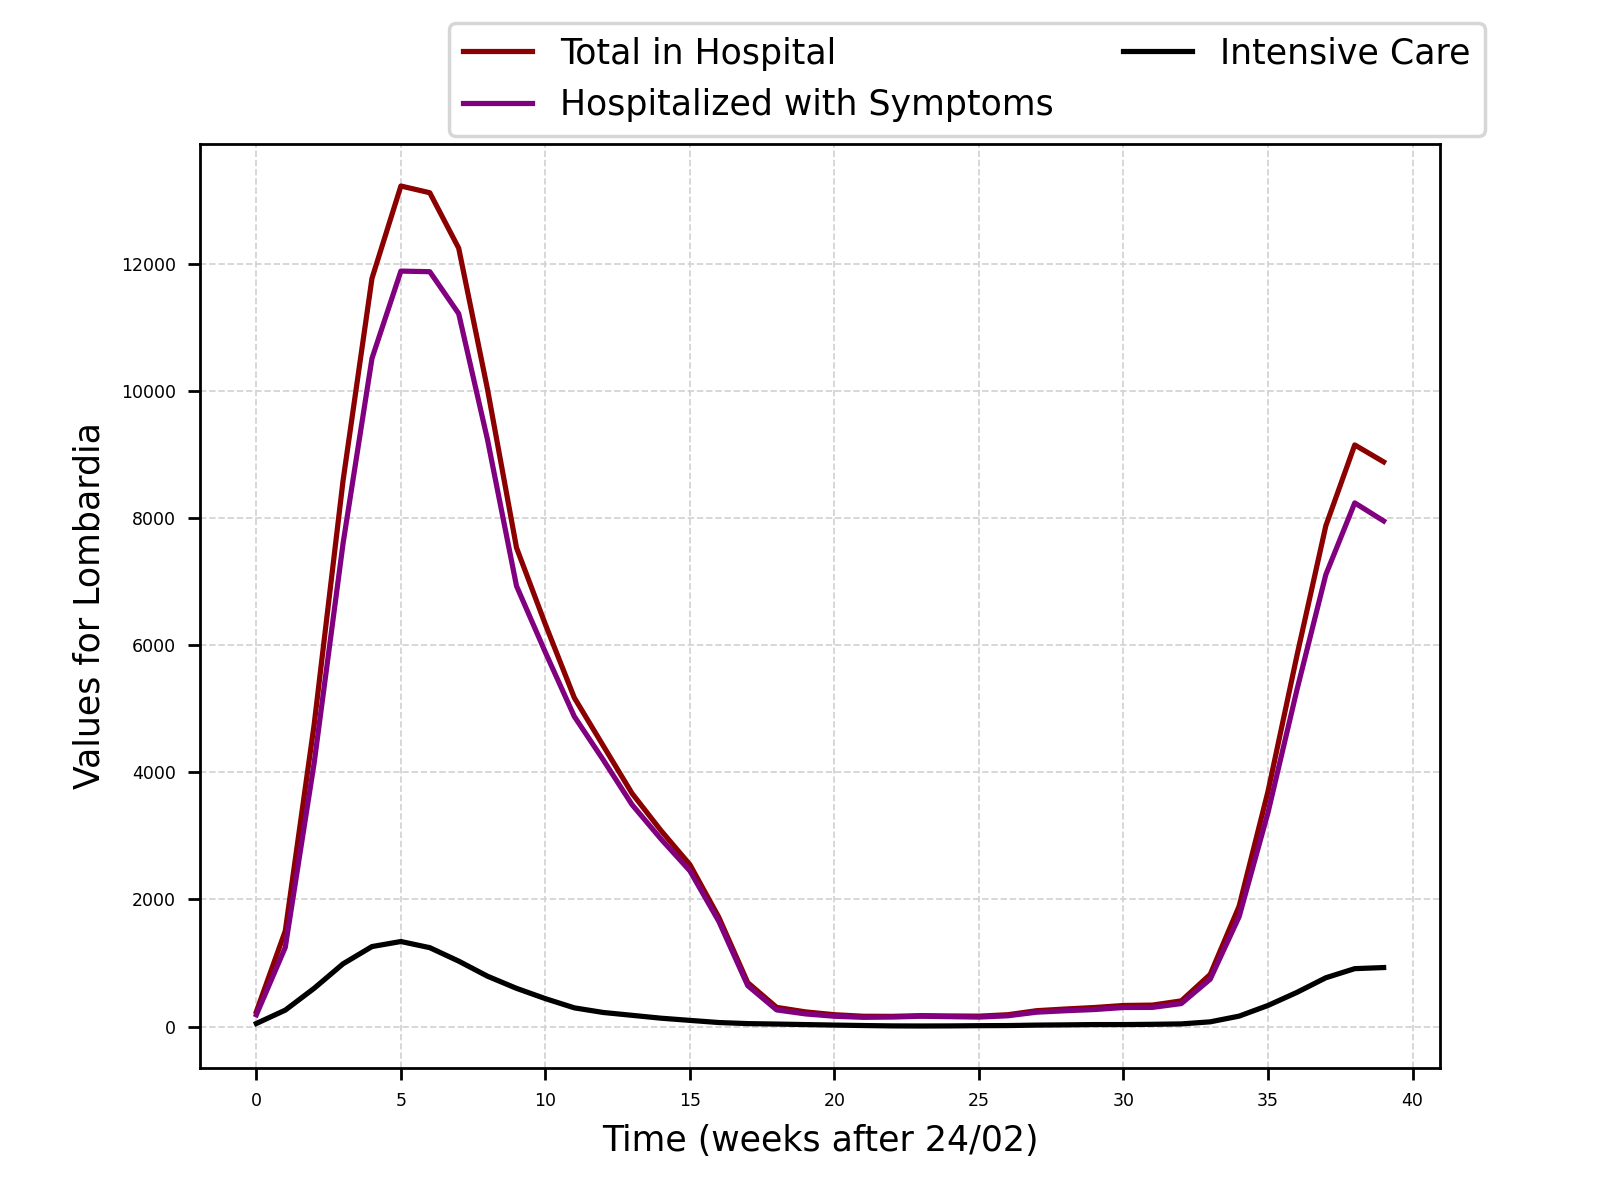 Total in Hospital
Hospitalized with Symptoms
Intensive Care
Values for Lombardia
12000
10000
8000
6000
4000
2000
0
0 5 10 15 20 25 30 35 40
Time (weeks after 24/02)